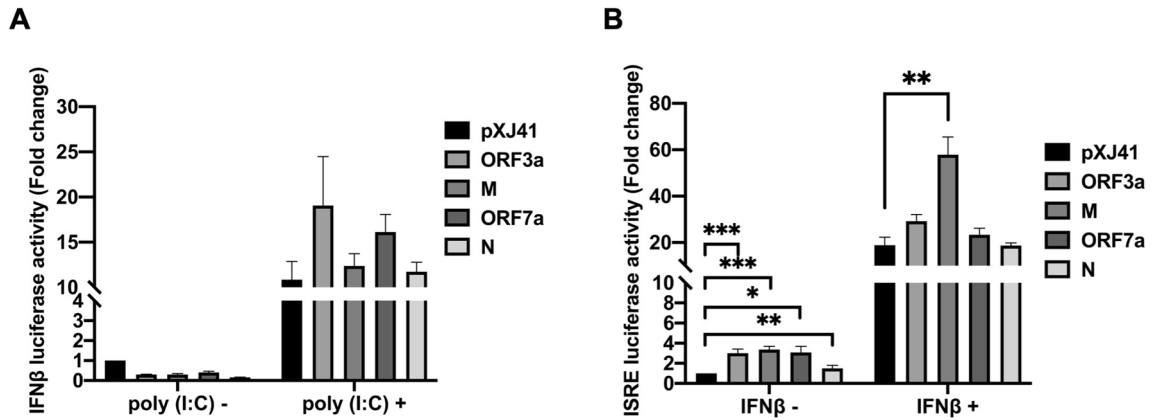 A
IFNβ luciferase activity (Fold change)
30
25
20
15
10
4
3
2
1
0
poly (I:C) -
poly (I:C) +
pXJ41
ORF3a
M
ORF7a
N
B
ISRE luciferase activity (Fold change)
80
60
40
20
10
8
6
4
2
0
***
***
*
**
**
IFNβ -
IFNβ +
pXJ41
ORF3a
M
ORF7a
N